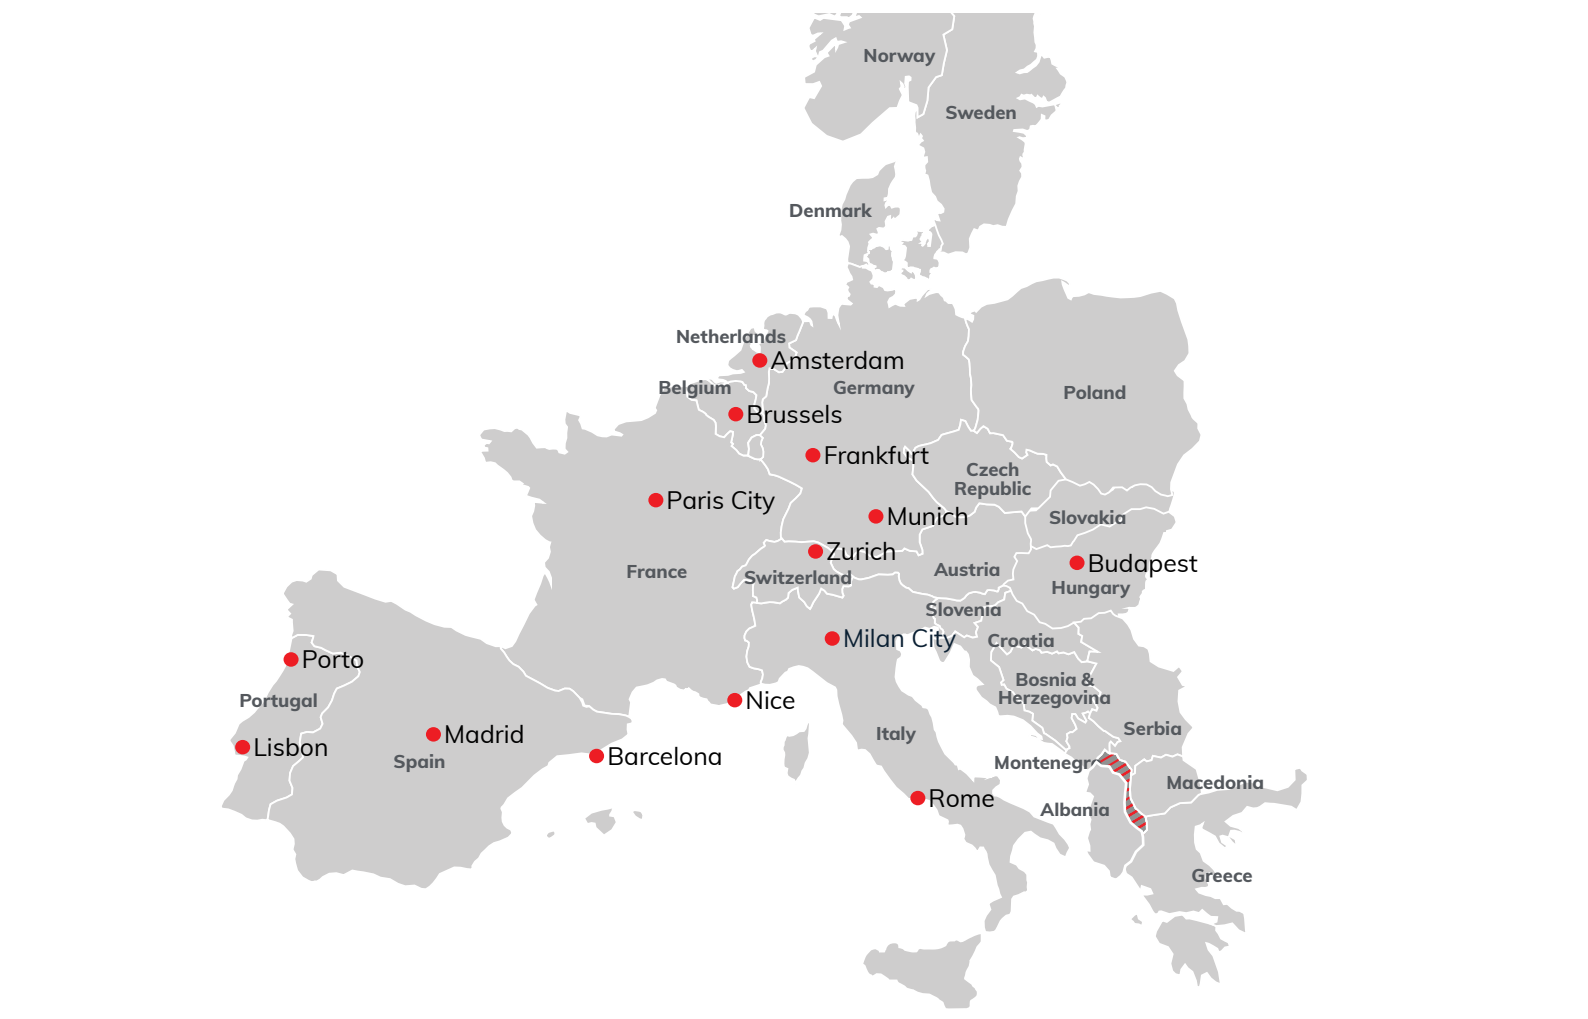 Norway
Sweden
Denmark
Netherlands
Amsterdam
Belgium
Germany
Poland
Brussels
Frankfurt
Czech
Republic
Paris City
Munich
Slovakia
Zurich
France
Switzerland
Austria
Budapest
Hungary
Slovenia
Milan City
Croatia
Porto
Bosnia &
Herzegovina
Portugal
Nice
Madrid
Italy
Serbia
Lisbon
Spain
Barcelona
Montenegro
Macedonia
Rome
Albania
Greece